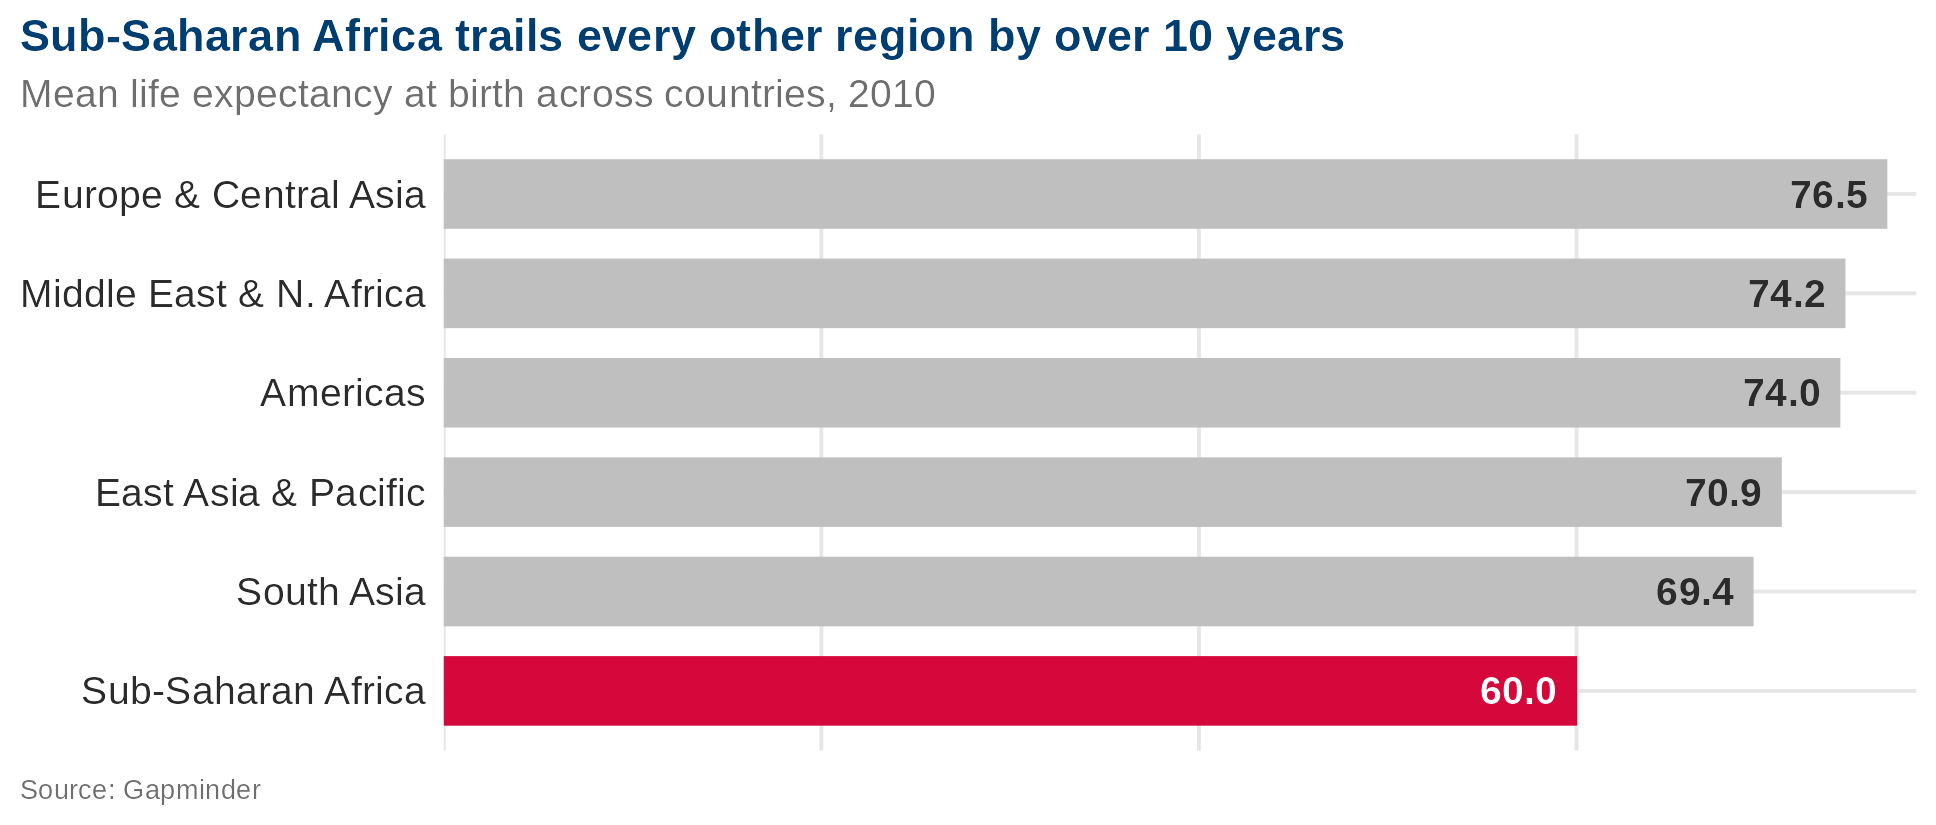 Sub-Saharan Africa trails every other region by over 10 years
Mean life expectancy at birth across countries, 2010
Europe & Central Asia 76.5
Middle East & N. Africa 74.2
Americas 74.0
East Asia & Pacific 70.9
South Asia 69.4
Sub-Saharan Africa 60.0
Source: Gapminder